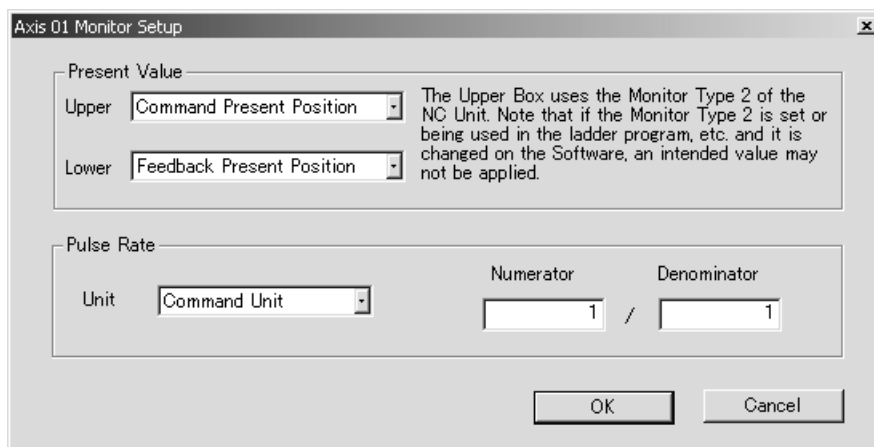 Axis 01 Monitor Setup
Present Value
Upper Command Present Position
Lower Feedback Present Position
The Upper Box uses the Monitor Type 2 of the
NC Unit. Note that if the Monitor Type 2 is set or
being used in the ladder program, etc. and it is
changed on the Software, an intended value may
not be applied.
Pulse Rate
Numerator Denominator
Unit Command Unit 1 / 1
OK Cancel